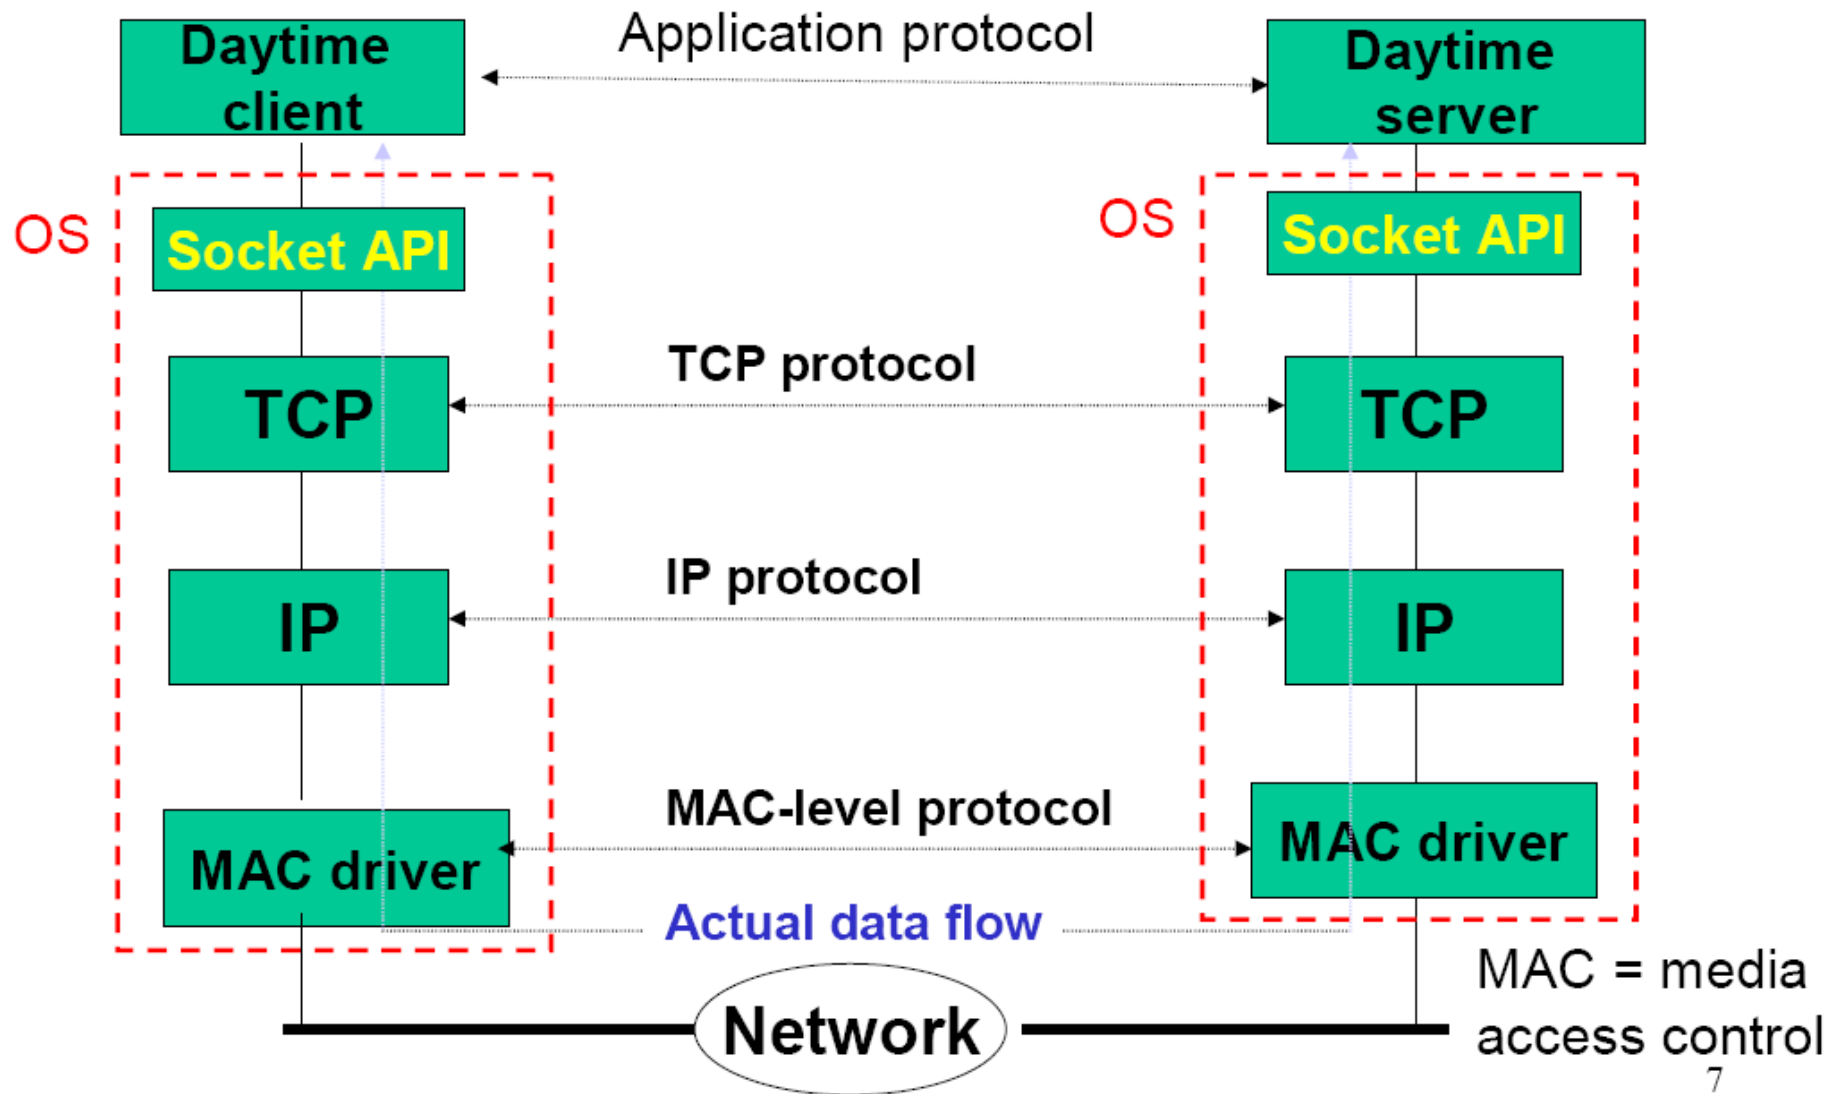 Daytime
client
Application protocol
Daytime
server
OS
Socket API
OS
Socket API
TCP protocol
TCP
TCP
IP protocol
IP
IP
MAC-level protocol
MAC driver
MAC driver
Actual data flow
Network
MAC = media
access control
7